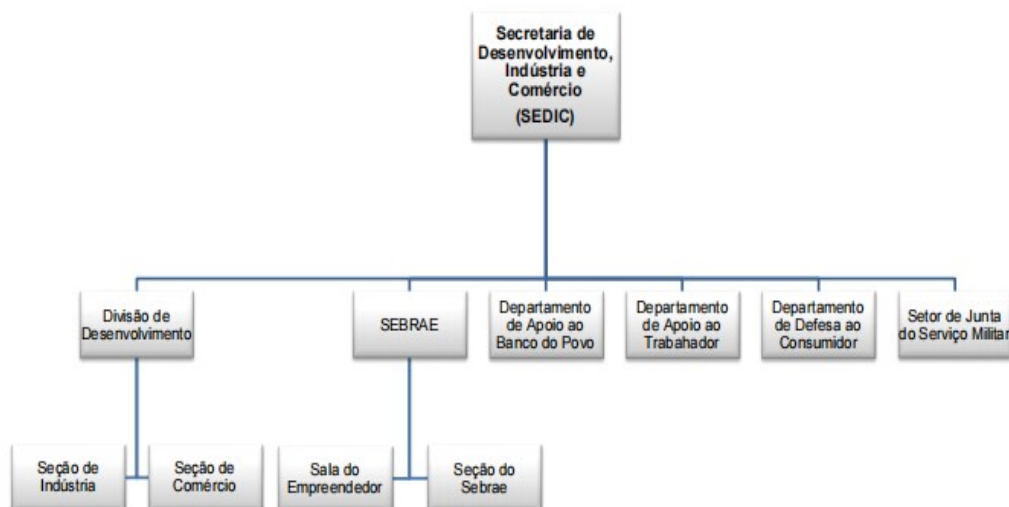 Secretaria de
Desenvolvimento,
Indústria e
Comércio
(SEDIC)
Divisão de
Desenvolvimento
SEBRAE
Departamento
de Apoio ao
Banco do Povo
Departamento
de Apoio ao
Trabahador
Departamento
de Defesa ao
Consumidor
Setor de Junta
do Serviço Militar
Seção de
Indústria
Seção de
Comércio
Sala do
Empreendedor
Seção do
Sebrae